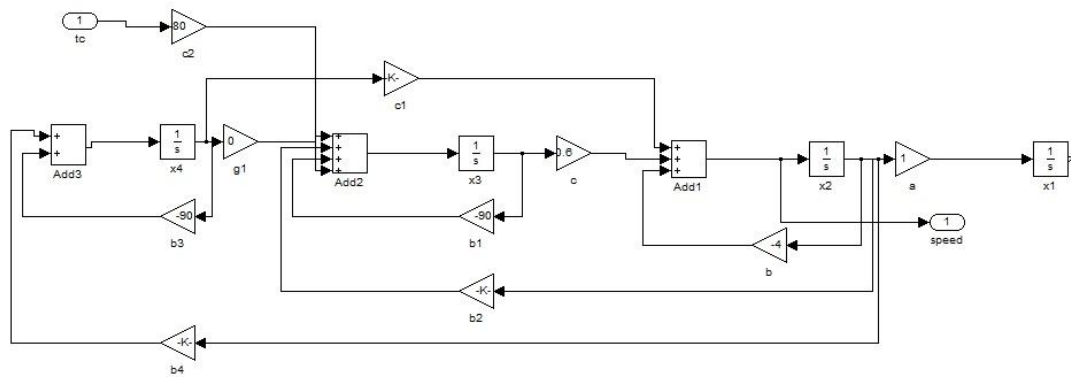 1
tc
80
c2
K-
c1
+
+
Add3
1
s
x4
0
g1
+
+
+
+
Add2
1
s
x3
0.6
c
+
+
+
Add1
1
s
x2
1
a
1
s
x1
-90
b3
-90
b1
-4
b
1
speed
-K-
b2
-K-
b4